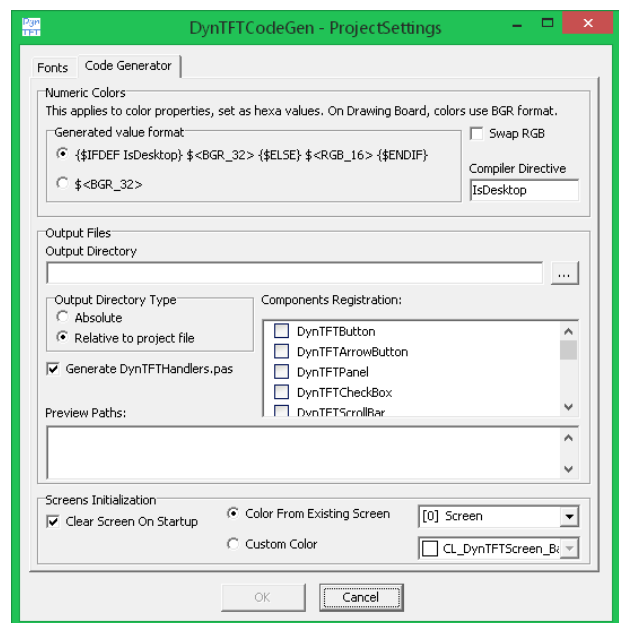 Dyn
TFT
DynTFTCodeGen - ProjectSettings
Fonts
Code Generator
Numeric Colors
This applies to color properties, set as hexa values. On Drawing Board, colors use BGR format.
Generated value format
{$IFDEF IsDesktop} $<BGR_32> {$ELSE} $<RGB_16> {$ENDIF}
$<BGR_32>
Swap RGB
Compiler Directive
IsDesktop
Output Files
Output Directory
...
Output Directory Type
Absolute
Relative to project file
Generate DynTFTHandlers.pas
Components Registration:
DynTFTButton
DynTFTArrowButton
DynTFTPanel
DynTFTCheckBox
DynTFTScrollBar
Preview Paths:
Screens Initialization
Clear Screen On Startup
Color From Existing Screen
[0] Screen
Custom Color
CL_DynTFTScreen_Ba
OK
Cancel